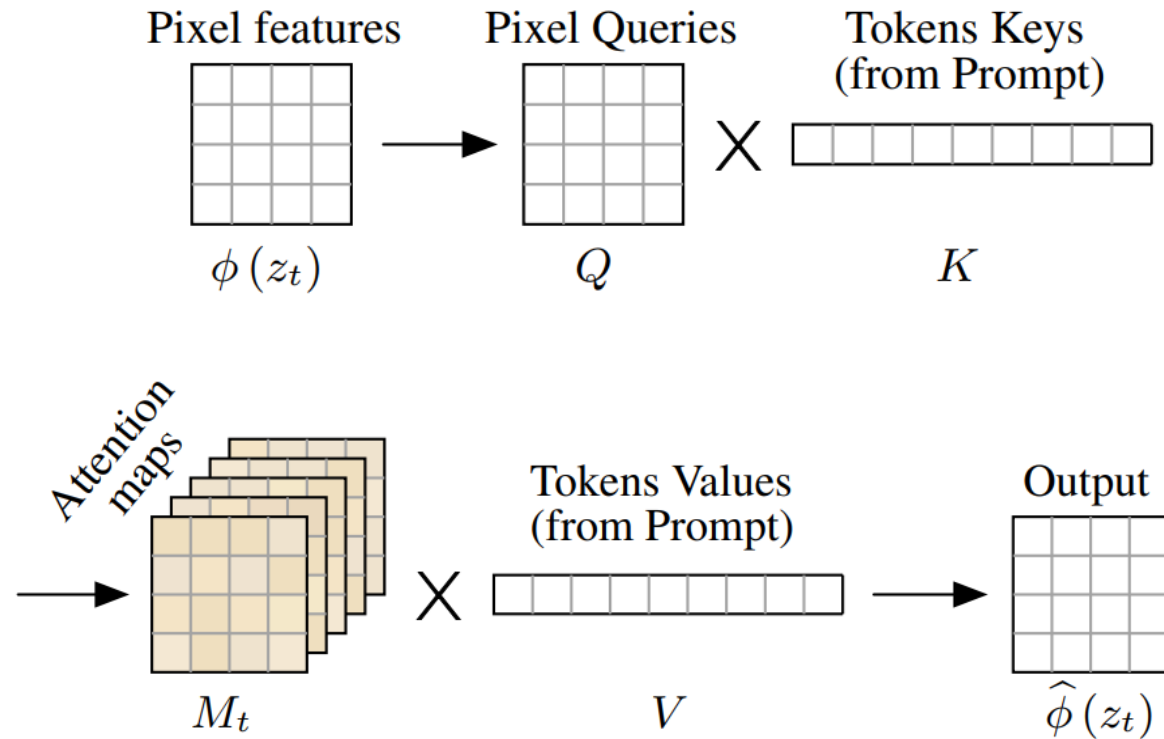 Pixel features
Pixel Queries
Tokens Keys
(from Prompt)
X
ϕ (z_t)
Q
K
Attention
maps
Tokens Values
(from Prompt)
Output
X
M_t
V
ϕ̂ (z_t)